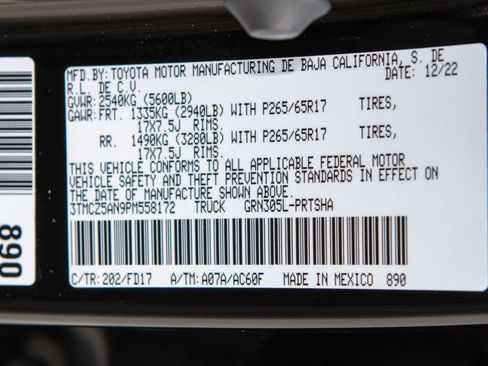 MFD.BY:TOYOTA MOTOR MANUFACTURING DE BAJA CALIFORNIA, S. DE
R.L. DE C.V. DATE: 12/22
GVWR:2540KG (5600LB)
GAWR:FRT. 1335KG (2940LB) WITH P265/65R17 TIRES,
17X7.5J RIMS.
RR. 1490KG (3280LB) WITH P265/65R17 TIRES,
17X7.5J RIMS.
THIS VEHICLE CONFORMS TO ALL APPLICABLE FEDERAL MOTOR
VEHICLE SAFETY AND THEFT PREVENTION STANDARDS IN EFFECT ON
THE DATE OF MANUFACTURE SHOWN ABOVE.
3TMCZ5AN9PM558172 TRUCK GRN305L-PRTSHA
C/TR:202/FD17 A/TM:A07A/AC60F MADE IN MEXICO 890
890